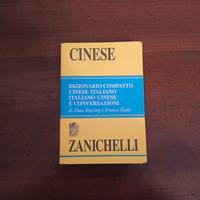 CINESE
DIZIONARIO COMPATTO
CINESE ITALIANO
ITALIANO CINESE
E CONVERSAZIONI
di Zhao Xiuying e Franco Gatti
ZANICHELLI